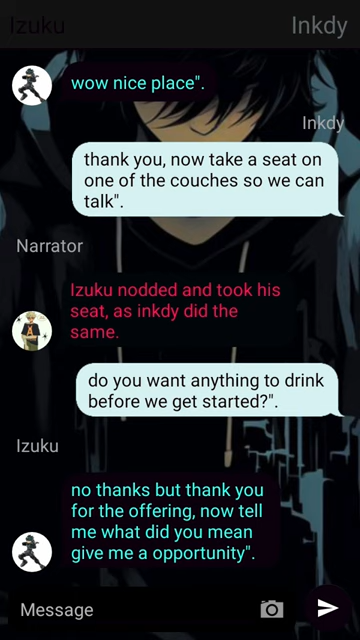 Izuku Inkdy
wow nice place".
Inkdy
thank you, now take a seat on
one of the couches so we can
talk".
Narrator
Izuku nodded and took his
seat, as inkdy did the
same.
do you want anything to drink
before we get started?".
Izuku
no thanks but thank you
for the offering, now tell
me what did you mean
give me a opportunity".
Message